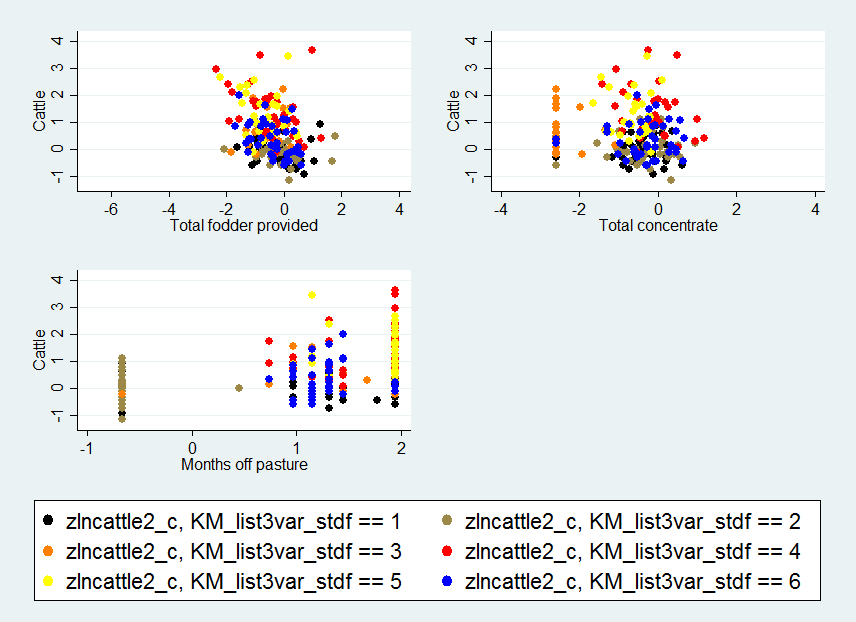 Cattle
-1 0 1 2 3 4
-6 -4 -2 0 2 4
Total fodder provided
Cattle
-1 0 1 2 3 4
-4 -2 0 2 4
Total concentrate
Cattle
-1 0 1 2 3 4
-1 0 1 2
Months off pasture
zlncattle2_c, KM_list3var_stdf == 1
zlncattle2_c, KM_list3var_stdf == 2
zlncattle2_c, KM_list3var_stdf == 3
zlncattle2_c, KM_list3var_stdf == 4
zlncattle2_c, KM_list3var_stdf == 5
zlncattle2_c, KM_list3var_stdf == 6